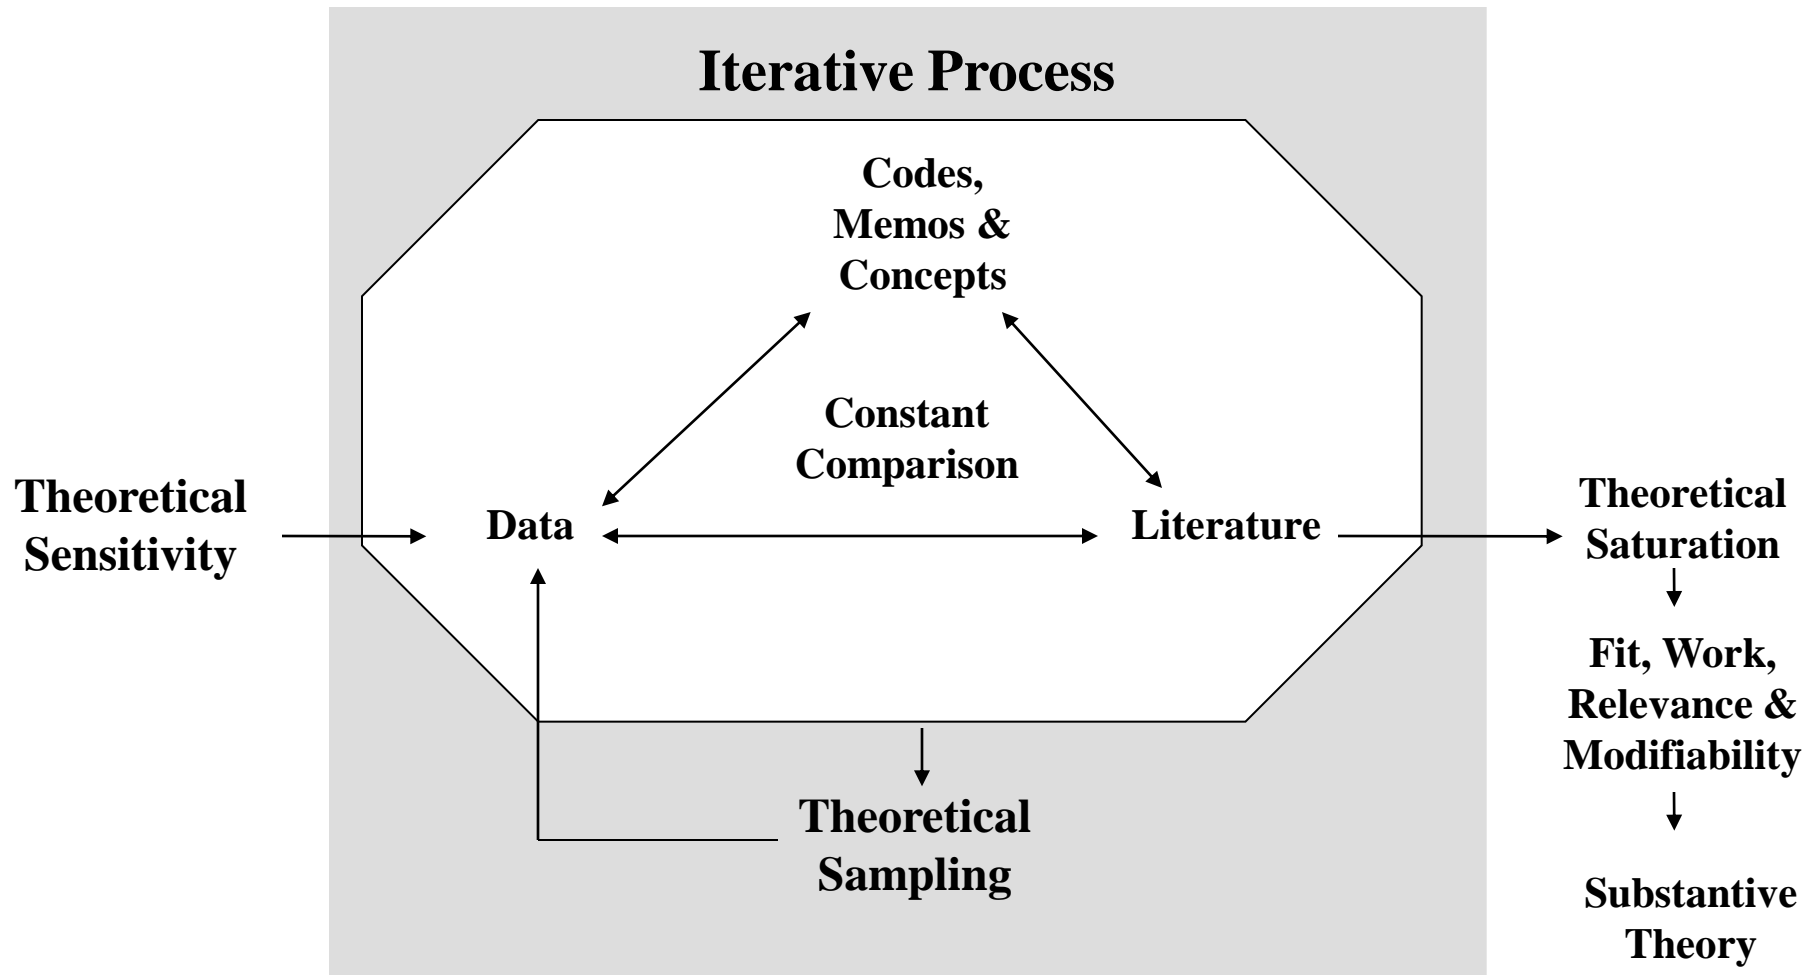 Iterative Process
Codes,
Memos &
Concepts
Constant
Comparison
Theoretical
Sensitivity
Data
Literature
Theoretical
Saturation
Fit, Work,
Relevance &
Modifiability
Theoretical
Sampling
Substantive
Theory